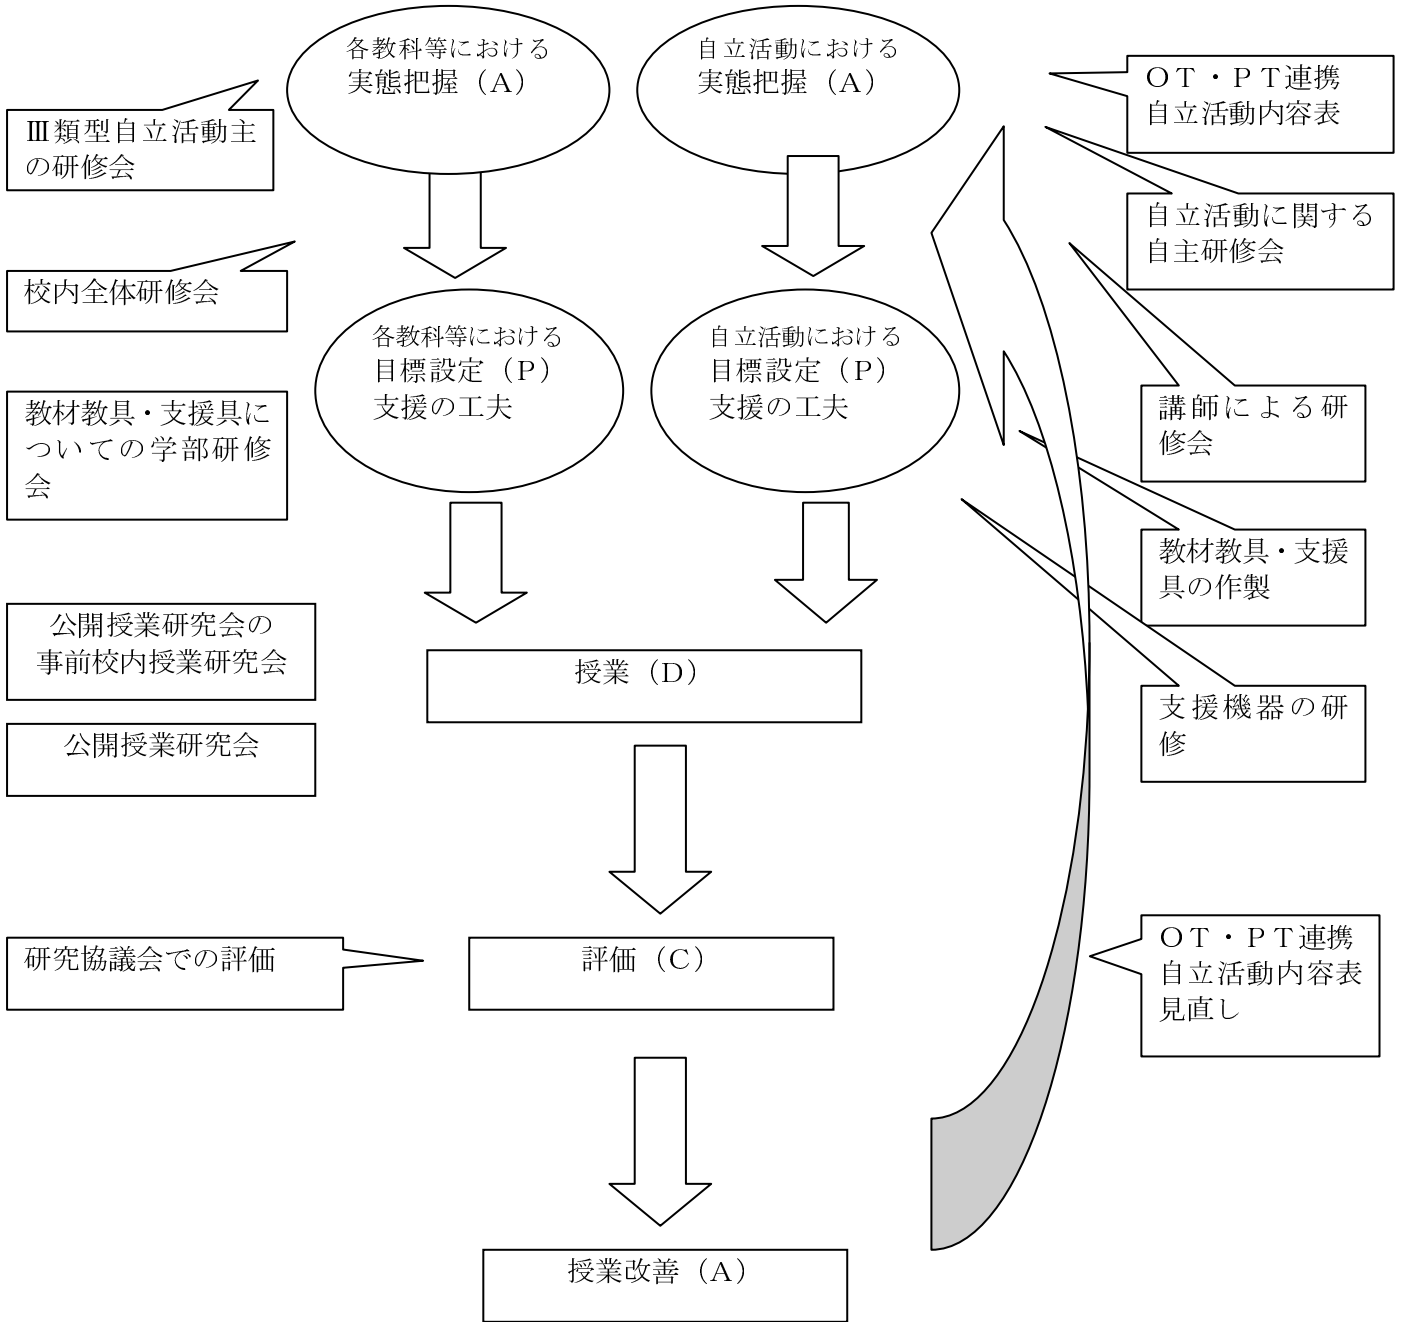 各教科等における
実態把握（A）
自立活動における
実態把握（A）
ＯＴ・ＰＴ連携
自立活動内容表
Ⅲ類型自立活動主
の研修会
自立活動に関する
自主研修会
校内全体研修会
各教科等における
目標設定（P）
支援の工夫
自立活動における
目標設定（P）
支援の工夫
教材教具・支援具に
ついての学部研修
会
講師による研
修会
教材教具・支援
具の作製
公開授業研究会の
事前校内授業研究会
授業（D）
支援機器の研
修
公開授業研究会
研究協議会での評価
評価（C）
ＯＴ・ＰＴ連携
自立活動内容表
見直し
授業改善（A）